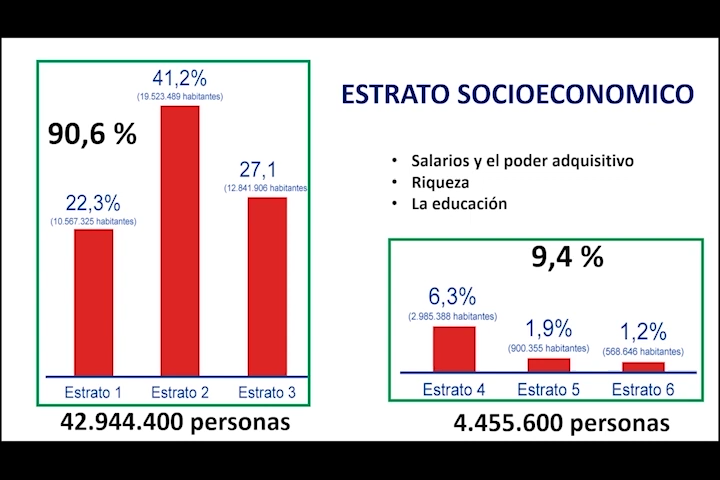 41,2%
(19.523.489 habitantes)
90,6 %
27,1
(12.841.906 habitantes
22,3%
(10.567.325 habitantes)
Estrato 1
Estrato 2
Estrato 3
42.944.400 personas
ESTRATO SOCIOECONOMICO
• Salarios y el poder adquisitivo
• Riqueza
• La educación
9,4 %
6,3%
(2.985.388 habitantes)
1,9%
(900.355 habitantes)
1,2%
(568.646 habitantes)
Estrato 4
Estrato 5
Estrato 6
4.455.600 personas